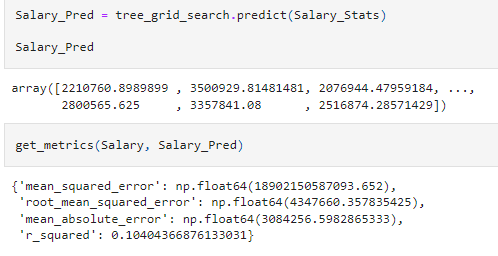 Salary_Pred = tree_grid_search.predict(Salary_Stats)
Salary_Pred
array([2210760.8989899 , 3500929.81481481, 2076944.47959184, ...,
2800565.625     , 3357841.08      , 2516874.28571429])
get_metrics(Salary, Salary_Pred)
{'mean_squared_error': np.float64(18902150587093.652),
'root_mean_squared_error': np.float64(4347660.357835425),
'mean_absolute_error': np.float64(3084256.5982865333),
'r_squared': 0.10404366876133031}